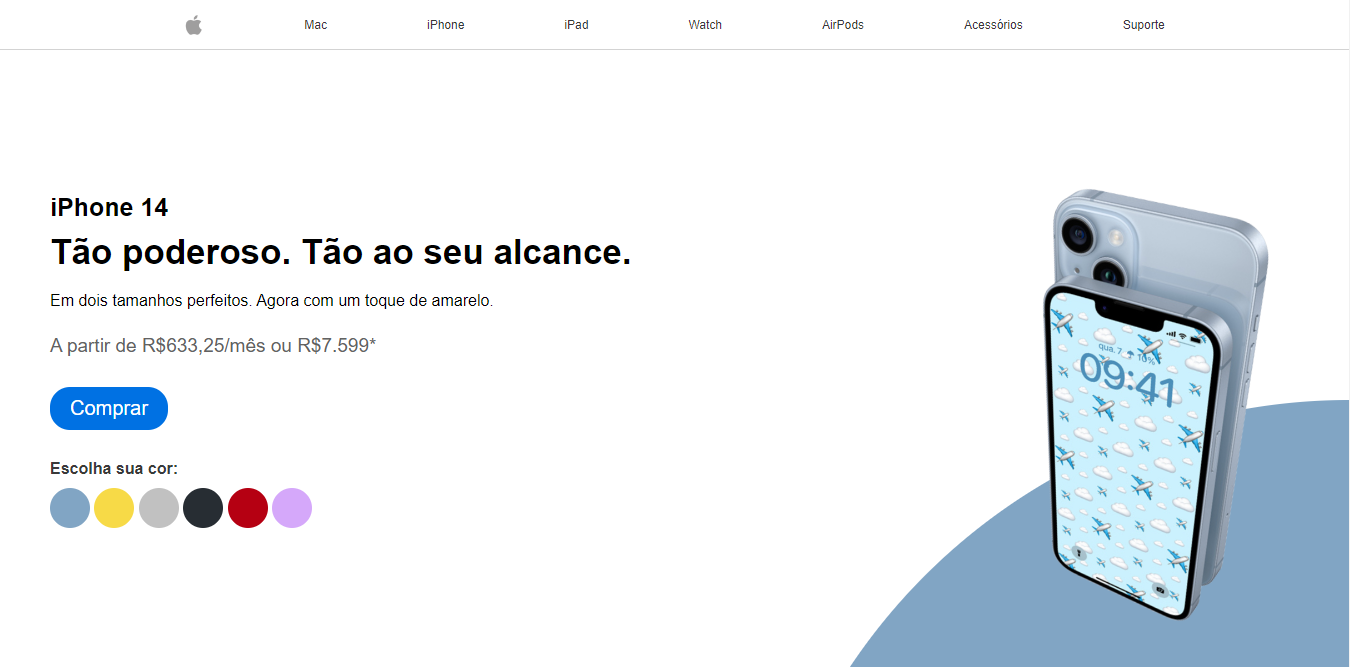 Mac iPhone iPad Watch AirPods Acessórios Suporte
iPhone 14
Tão poderoso. Tão ao seu alcance.
Em dois tamanhos perfeitos. Agora com um toque de amarelo.
A partir de R$633,25/mês ou R$7.599*
Comprar
Escolha sua cor:
qua. 7 10%
09:41